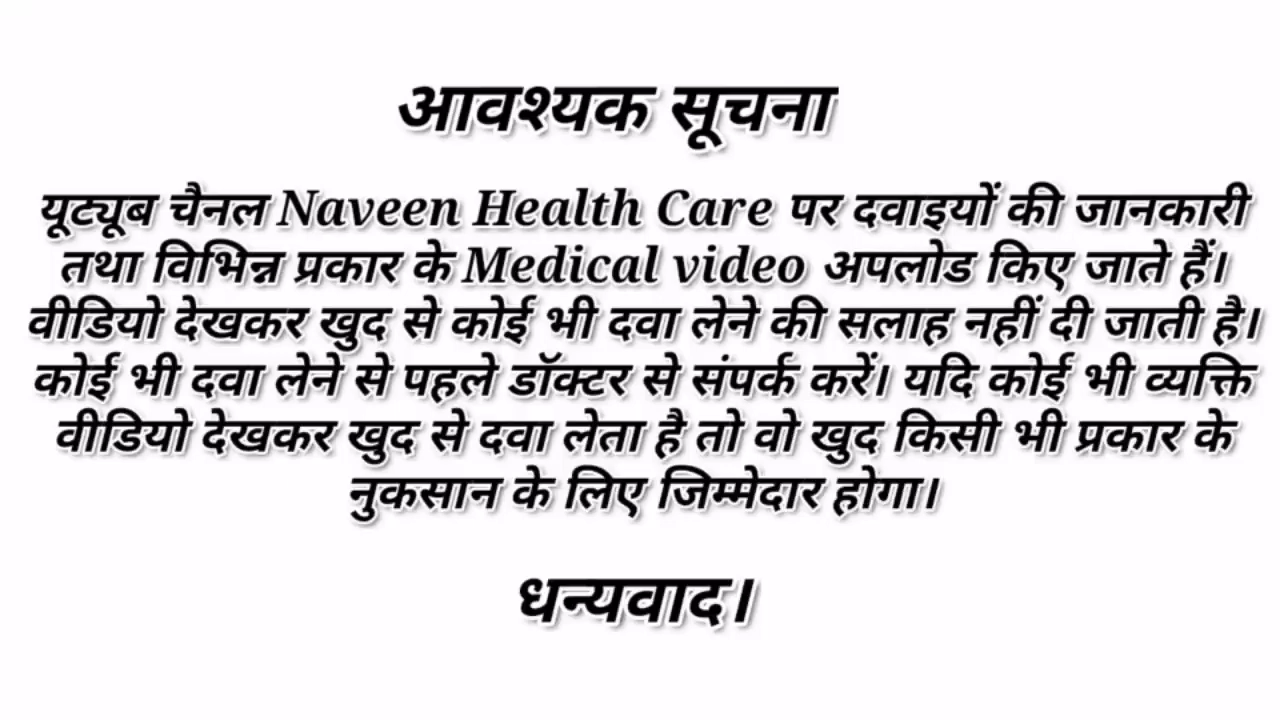 आवश्यक सूचना
यूट्यूब चैनल Naveen Health Care पर दवाइयों की जानकारी
तथा विभिन्न प्रकार के Medical video अपलोड किए जाते हैं।
वीडियो देखकर खुद से कोई भी दवा लेने की सलाह नहीं दी जाती है।
कोई भी दवा लेने से पहले डॉक्टर से संपर्क करें। यदि कोई भी व्यक्ति
वीडियो देखकर खुद से दवा लेता है तो वो खुद किसी भी प्रकार के
नुकसान के लिए जिम्मेदार होगा।
धन्यवाद।